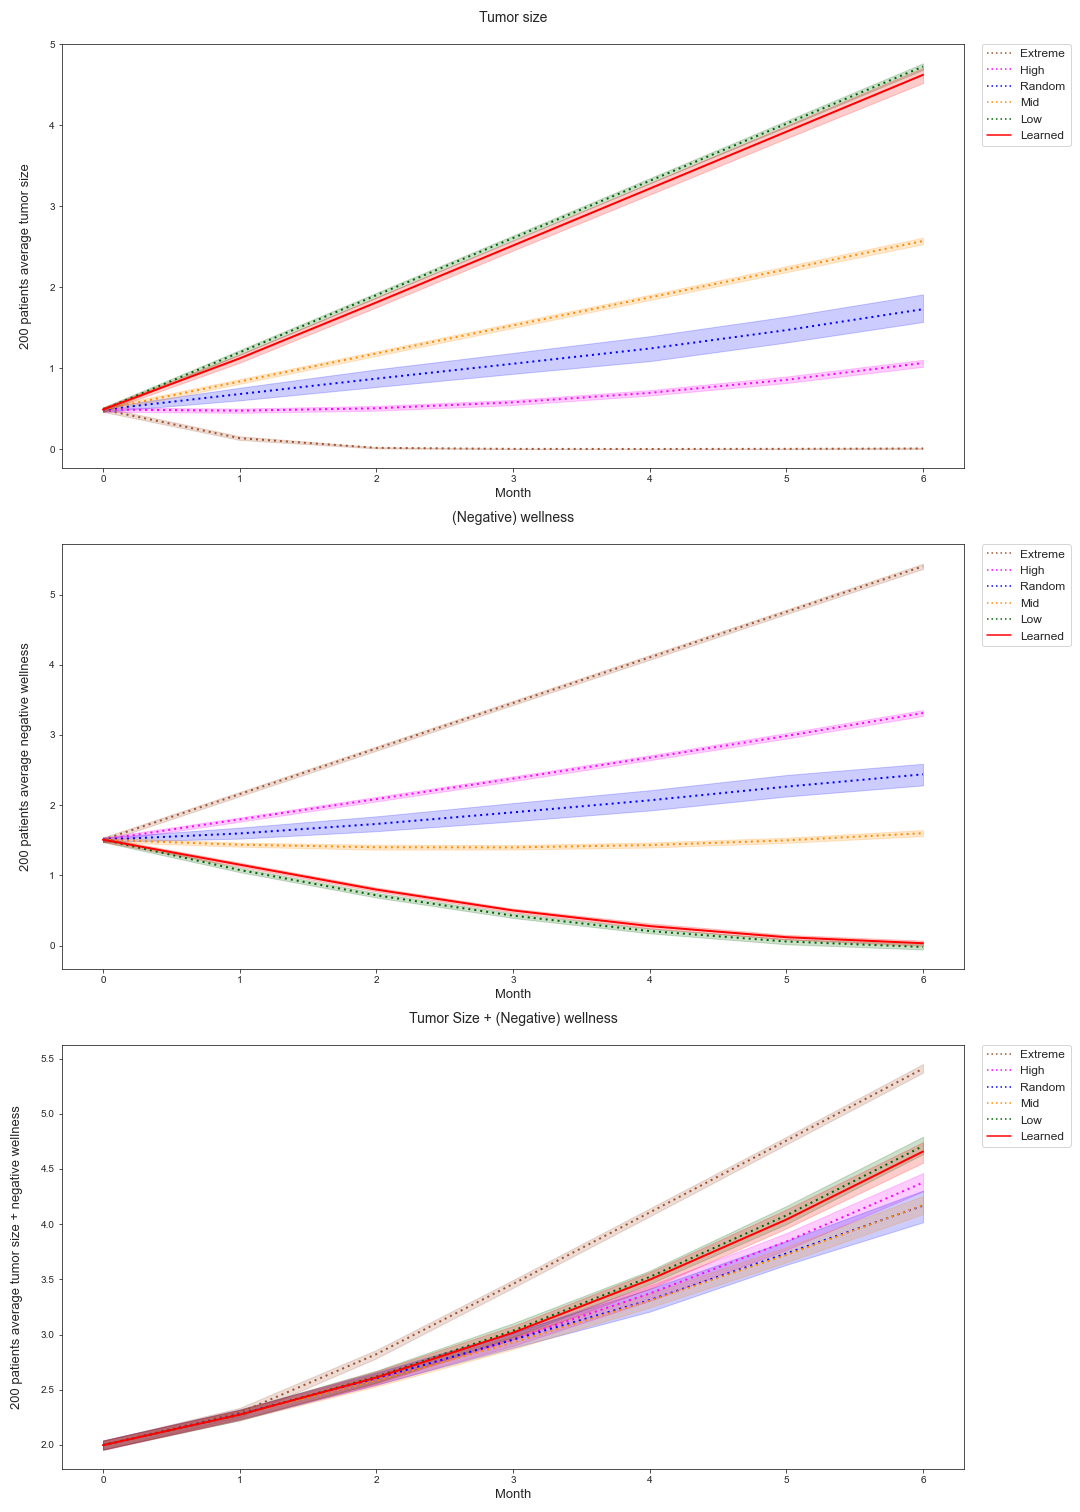 Tumor size
5
4
3
2
1
0
200 patients average tumor size
0 1 2 3 4 5 6
Month
Extreme
High
Random
Mid
Low
Learned
(Negative) wellness
5
4
3
2
1
0
200 patients average negative wellness
0 1 2 3 4 5 6
Month
Extreme
High
Random
Mid
Low
Learned
Tumor Size + (Negative) wellness
5.5
5.0
4.5
4.0
3.5
3.0
2.5
2.0
200 patients average tumor size + negative wellness
0 1 2 3 4 5 6
Month
Extreme
High
Random
Mid
Low
Learned